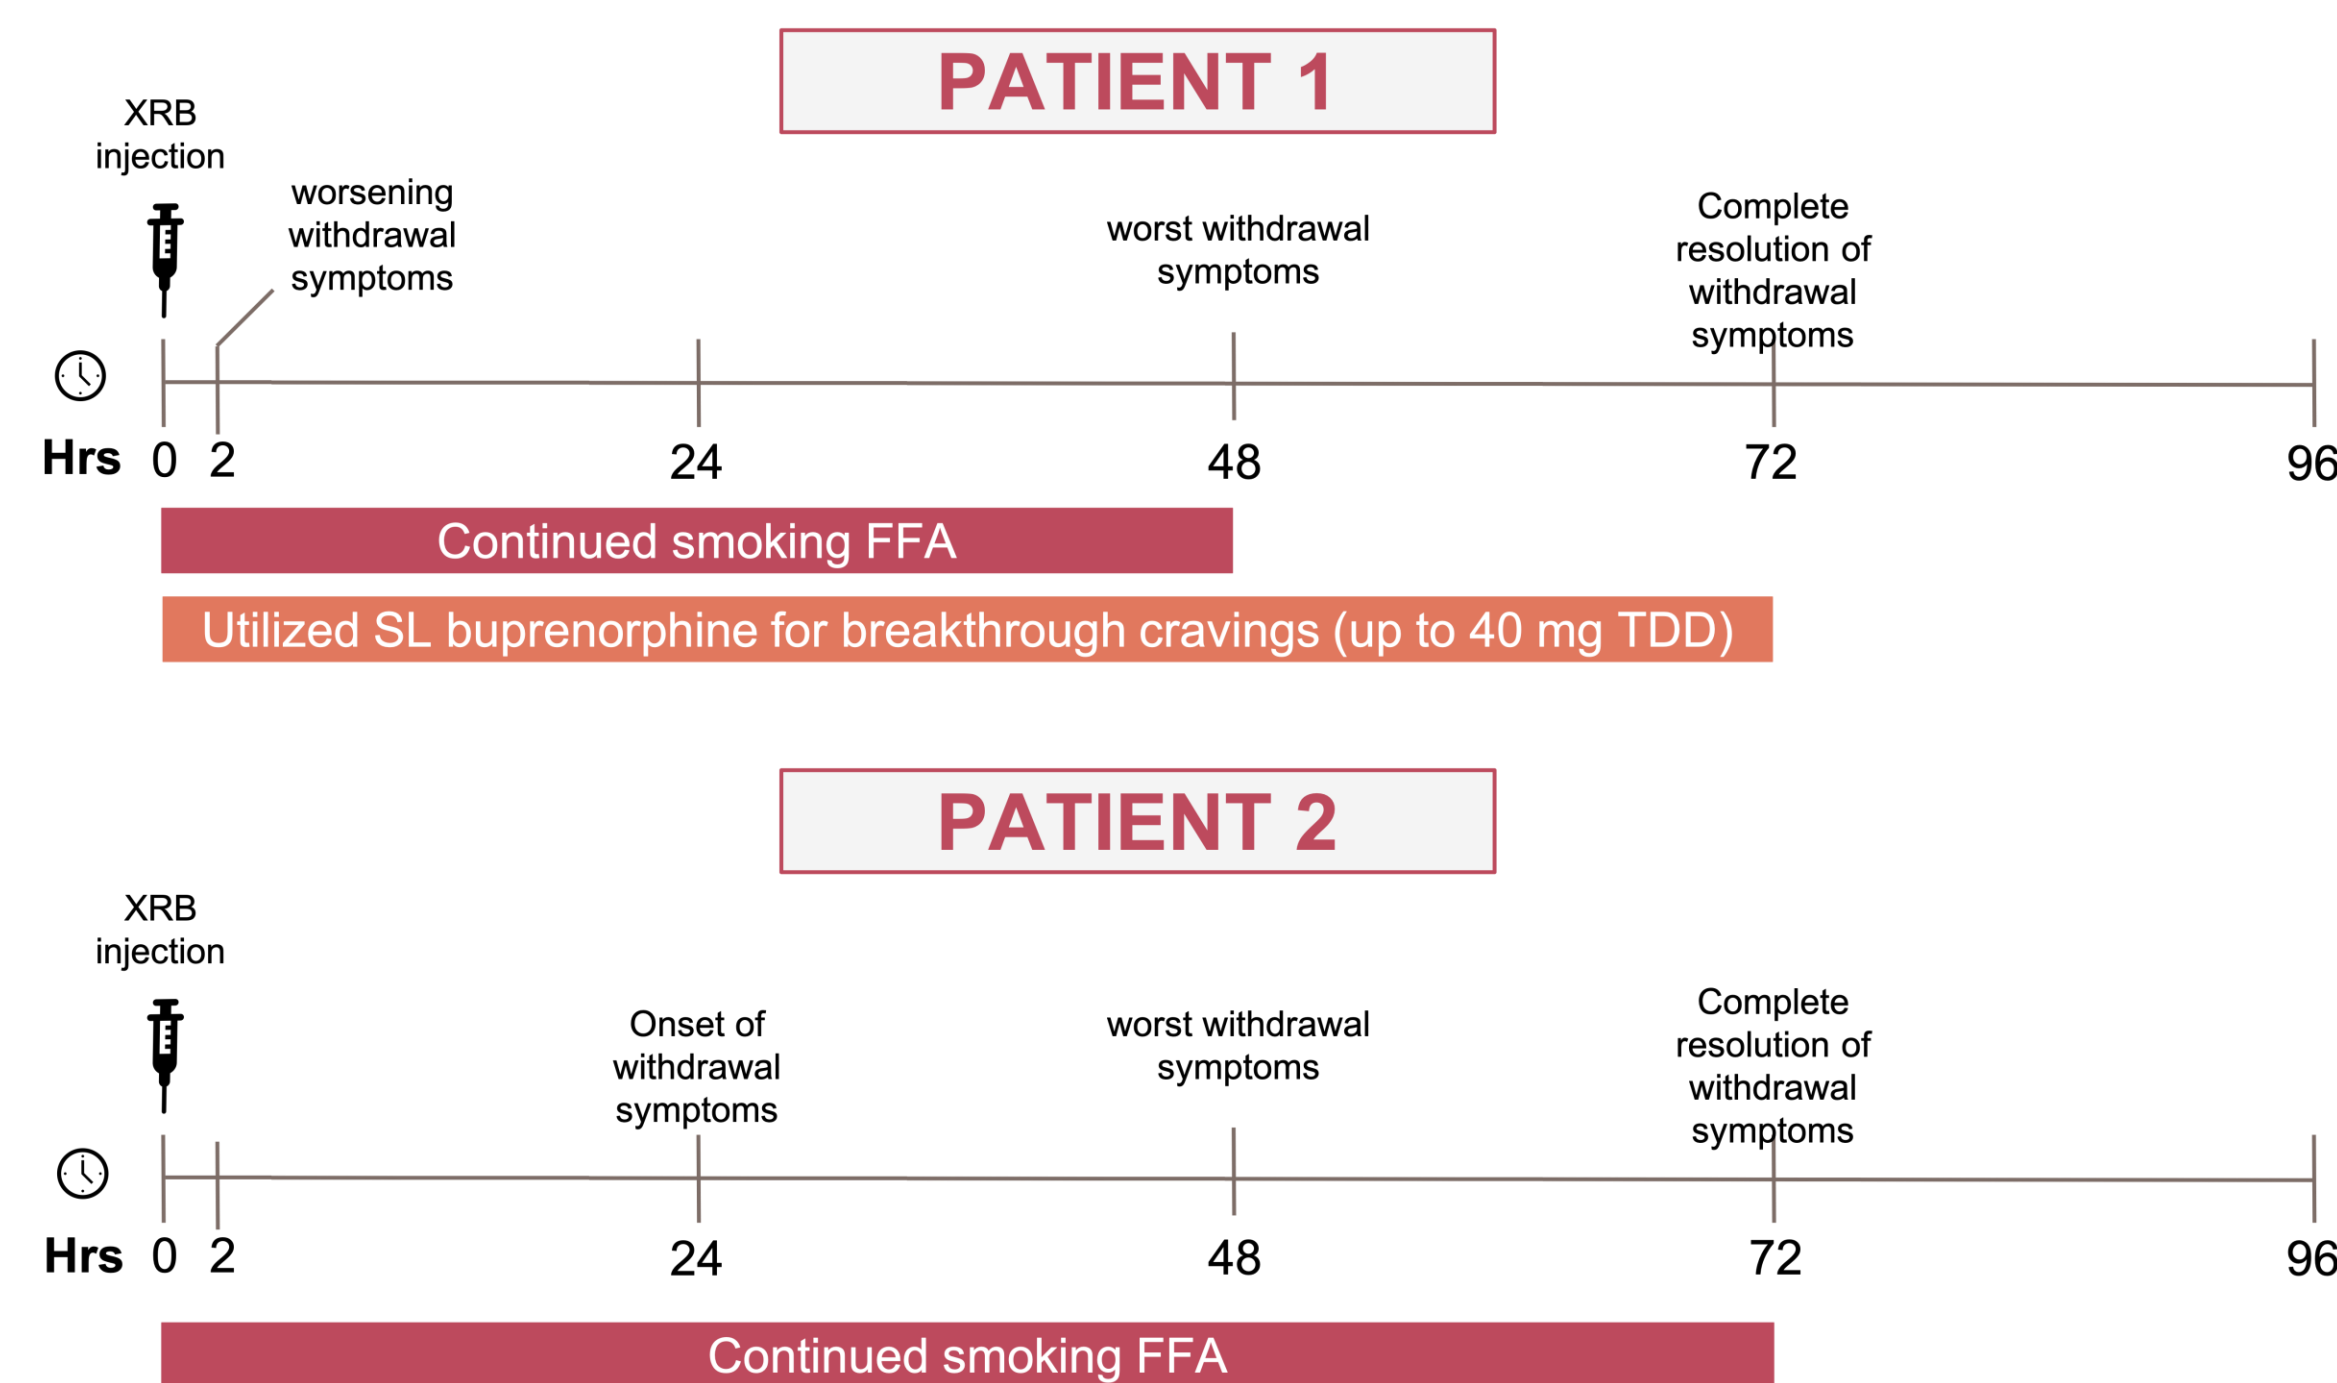 PATIENT 1
XRB
injection
worsening
withdrawal
symptoms
worst withdrawal
symptoms
Complete
resolution of
withdrawal
symptoms
Hrs 0 2 24 48 72 96
Continued smoking FFA
Utilized SL buprenorphine for breakthrough cravings (up to 40 mg TDD)
PATIENT 2
XRB
injection
Onset of
withdrawal
symptoms
worst withdrawal
symptoms
Complete
resolution of
withdrawal
symptoms
Hrs 0 2 24 48 72 96
Continued smoking FFA